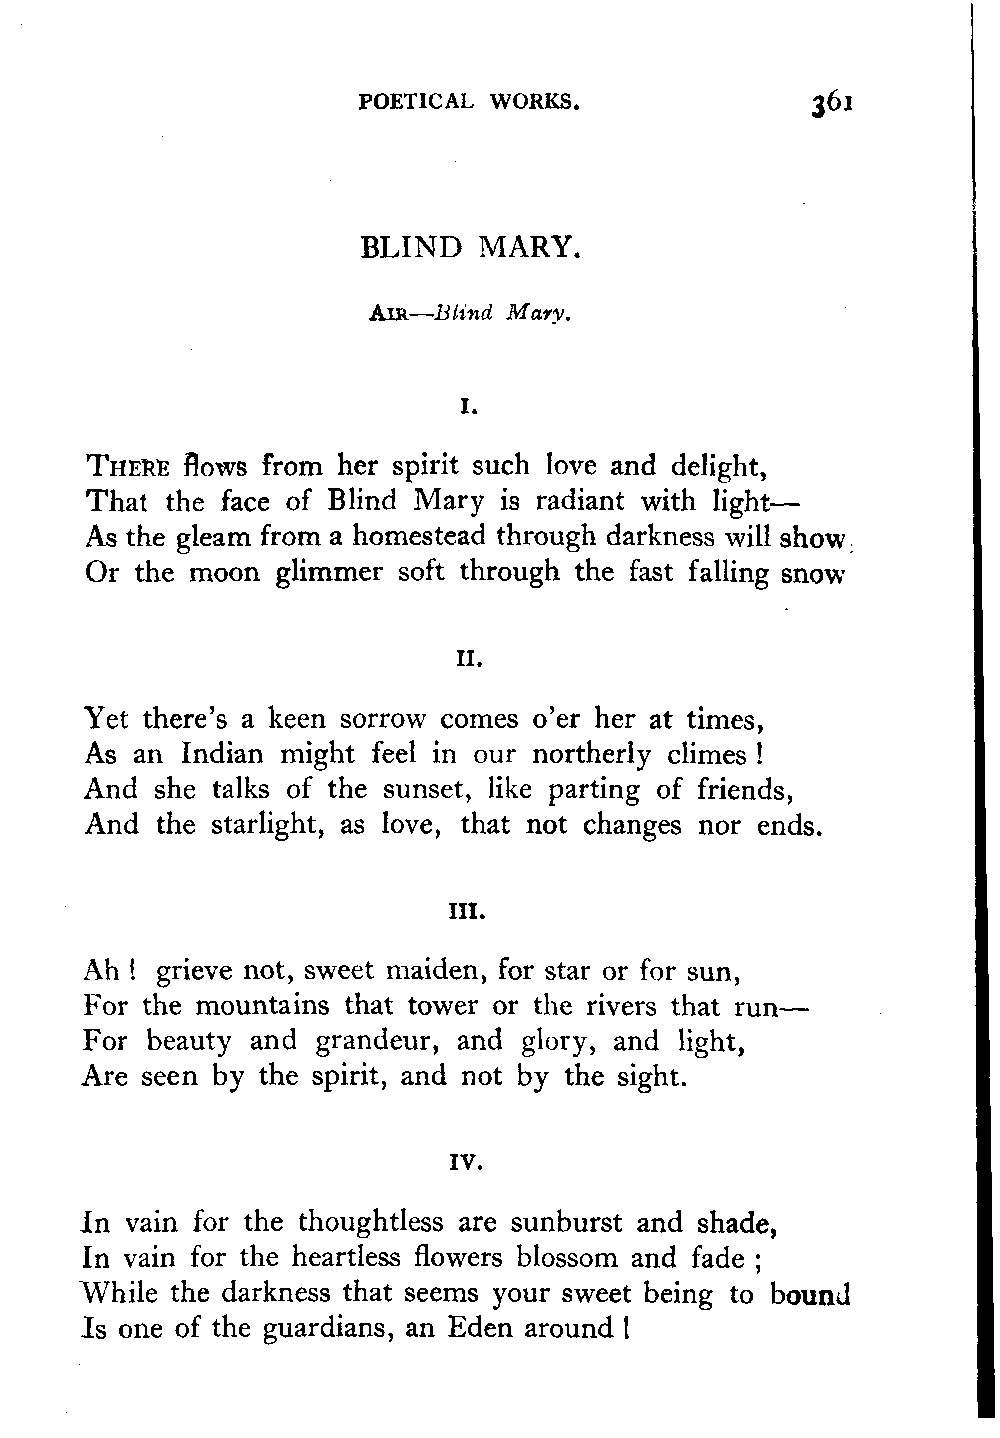 POETICAL WORKS. 361
BLIND MARY.
AIR—Blind Mary.
I.
THERE flows from her spirit such love and delight,
That the face of Blind Mary is radiant with light—
As the gleam from a homestead through darkness will show
Or the moon glimmer soft through the fast falling snow
II.
Yet there's a keen sorrow comes o'er her at times,
As an Indian might feel in our northerly climes !
And she talks of the sunset, like parting of friends,
And the starlight, as love, that not changes nor ends.
III.
Ah ! grieve not, sweet maiden, for star or for sun,
For the mountains that tower or the rivers that run—
For beauty and grandeur, and glory, and light,
Are seen by the spirit, and not by the sight.
IV.
In vain for the thoughtless are sunburst and shade,
In vain for the heartless flowers blossom and fade ;
While the darkness that seems your sweet being to bound
Is one of the guardians, an Eden around !